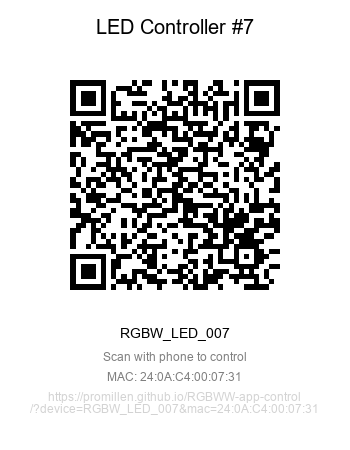 LED Controller #7
RGBW_LED_007
Scan with phone to control
MAC: 24:0A:C4:00:07:31
https://promillen.github.io/RGBWW-app-control
/?device=RGBW_LED_007&mac=24:0A:C4:00:07:31